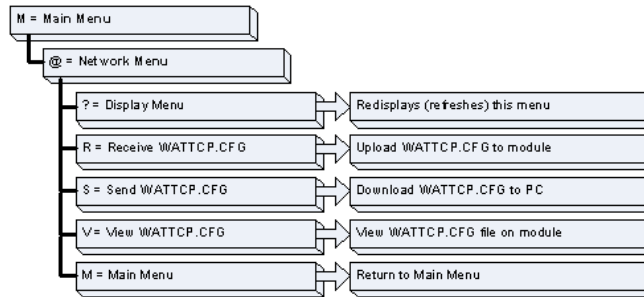 M = Main Menu
@ = Network Menu
? = Display Menu
Redisplays (refreshes) this menu
R = Receive WATTCP.CFG
Upload WATTCP.CFG to module
S = Send WATTCP.CFG
Download WATTCP.CFG to PC
V= View WATTCP.CFG
View WATTCP.CFG file on module
M = Main Menu
Return to Main Menu